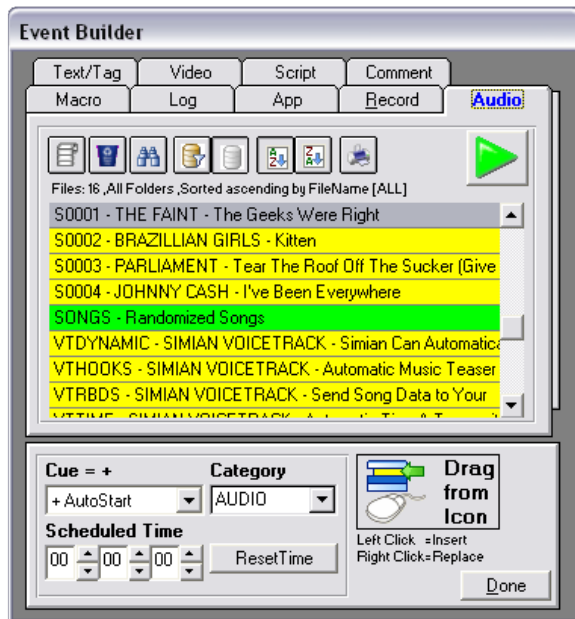 Event Builder
Text/Tag Video Script Comment
Macro Log App Record Audio
Files: 16 ,All Folders ,Sorted ascending by FileName [ALL]
S0001 - THE FAINT - The Geeks Were Right
S0002 - BRAZILLIAN GIRLS - Kitten
S0003 - PARLIAMENT - Tear The Roof Off The Sucker (Give
S0004 - JOHNNY CASH - I've Been Everywhere
SONGS - Randomized Songs
VTDYNAMIC - SIMIAN VOICETRACK - Simian Can Automatica
VTHOOKS - SIMIAN VOICETRACK - Automatic Music Teaser
VTRBDS - SIMIAN VOICETRACK - Send Song Data to Your
Cue = + Category
+ AutoStart AUDIO
Drag
from
Icon
Scheduled Time
00 00 00 ResetTime
Left Click =Insert
Right Click=Replace
Done